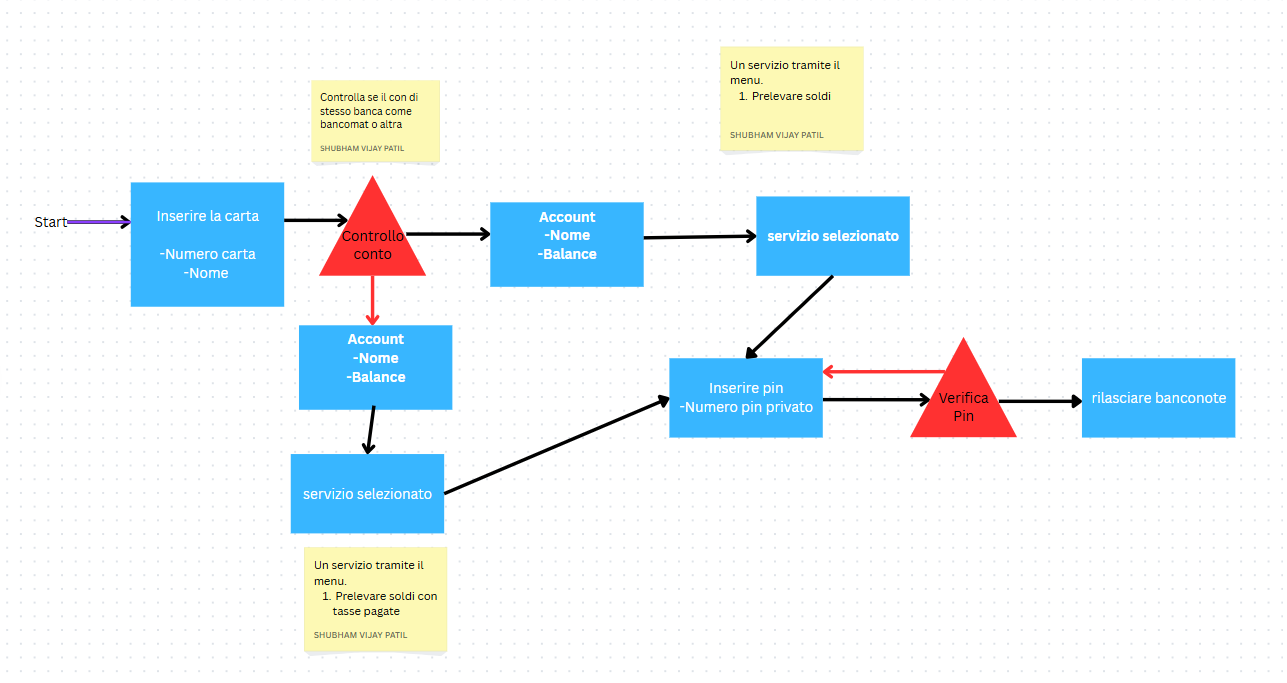 Un servizio tramite il
menu.
1. Prelevare soldi
SHUBHAM VIJAY PATIL
Controlla se il con di
stesso banca come
bancomat o altra
SHUBHAM VIJAY PATIL
Start
Inserire la carta
-Numero carta
-Nome
Controllo
conto
Account
-Nome
-Balance
servizio selezionato
Account
-Nome
-Balance
Inserire pin
-Numero pin privato
Verifica
Pin
rilasciare banconote
servizio selezionato
Un servizio tramite il
menu.
1. Prelevare soldi con
tasse pagate
SHUBHAM VIJAY PATIL